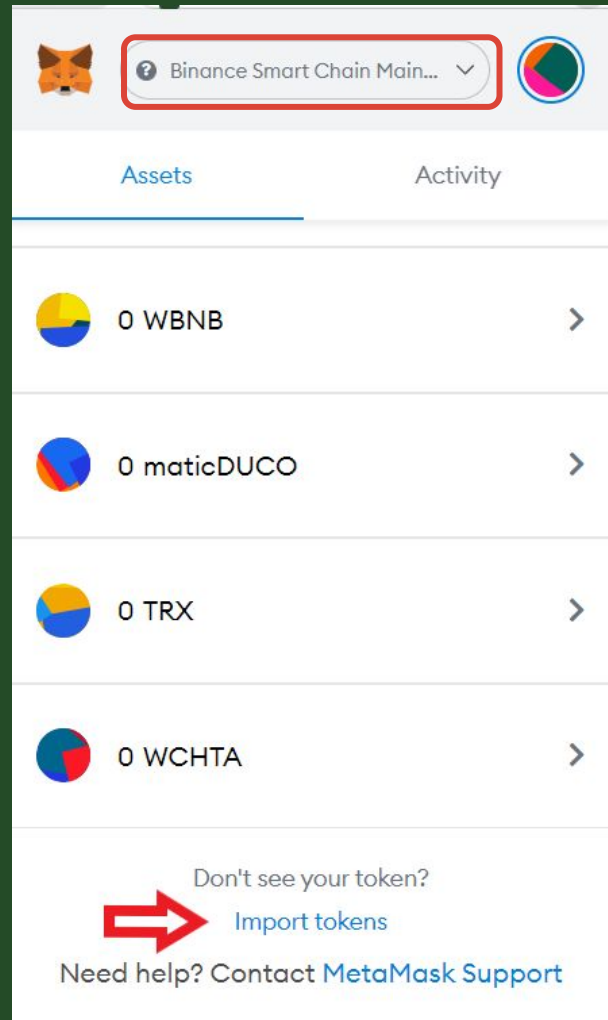 Binance Smart Chain Main...
Assets Activity
0 WBNB
0 maticDUCO
0 TRX
0 WCHTA
Don't see your token?
Import tokens
Need help? Contact MetaMask Support